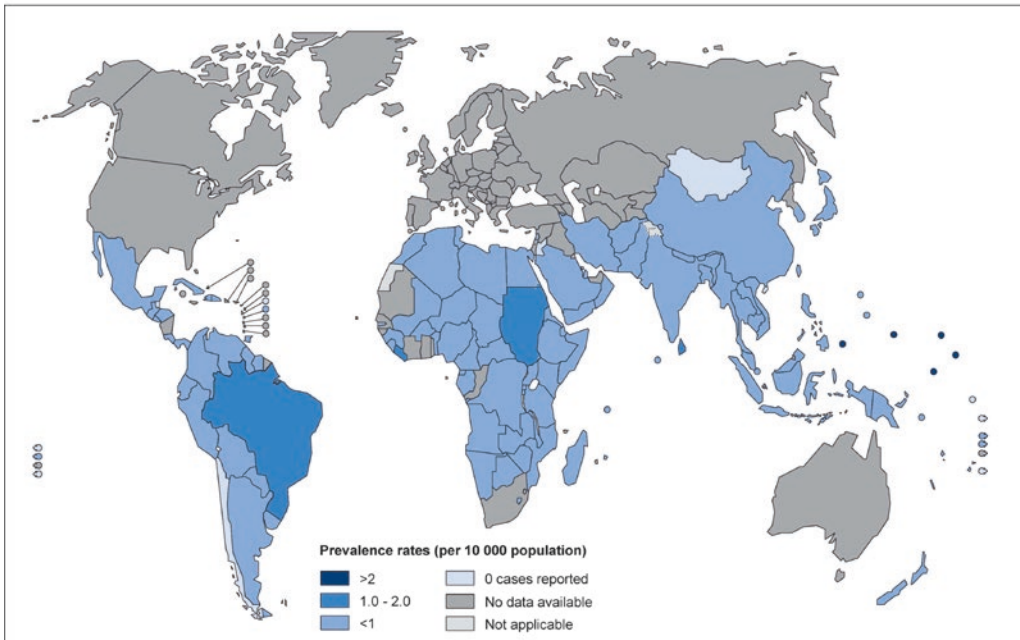 Prevalence rates (per 10 000 population)
>2
1.0 - 2.0
<1
0 cases reported
No data available
Not applicable